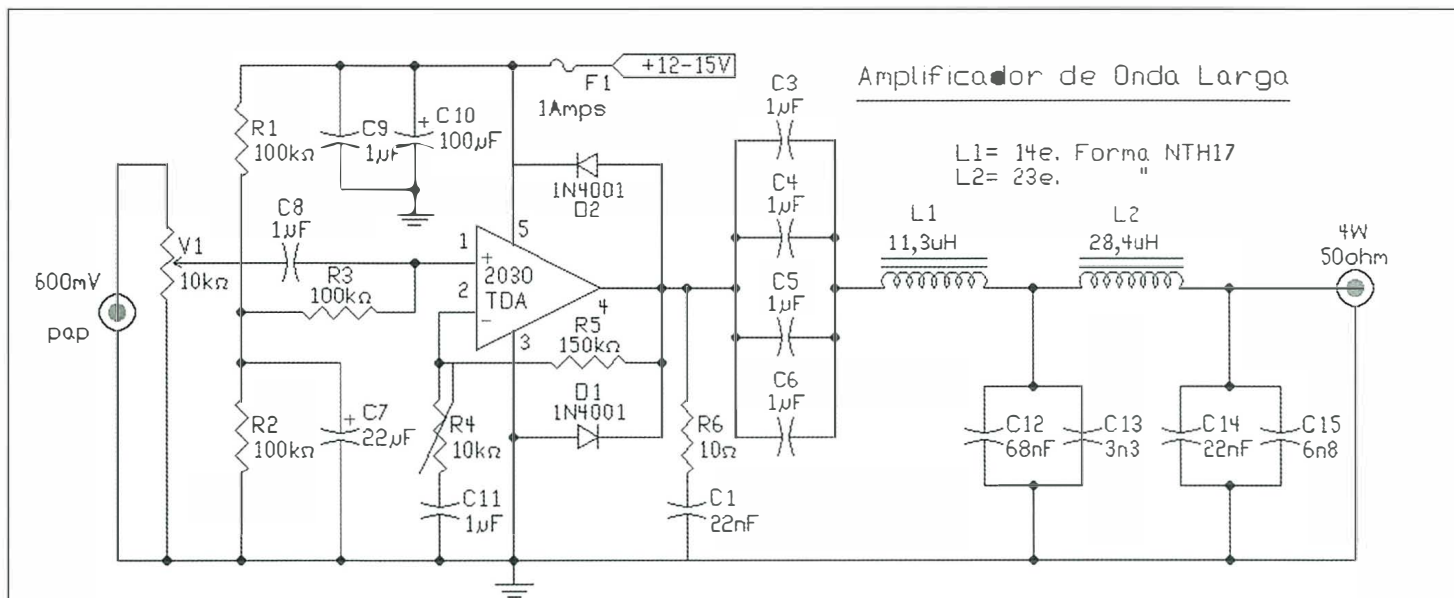 Amplificador de Onda Larga
L1= 14e. Forma NTH17
L2= 23e. "
+12-15V
F1
1Amps
R1
100kΩ
C9
1µF
+
C10
100µF
C3
1µF
1N4001
D2
C4
1µF
C8
1µF
V1
10kΩ
600mV
pap
R3
100kΩ
1
2
5
+
2030
TDA
-
4
3
C5
1µF
L1
11,3uH
L2
28,4uH
4W
50ohm
R5
150kΩ
D1
1N4001
C6
1µF
R2
100kΩ
+
C7
22µF
R4
10kΩ
R6
10Ω
C11
1µF
C1
22nF
C12
68nF
C13
3n3
C14
22nF
C15
6n8